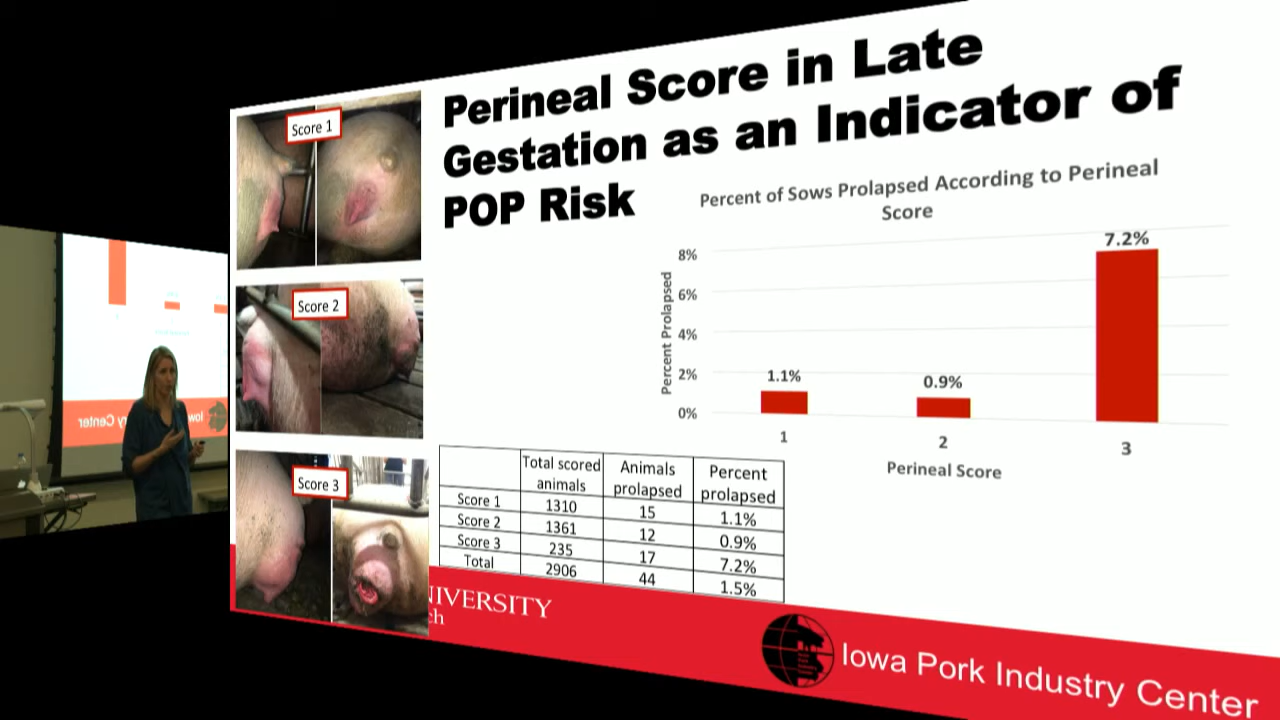 Perineal Score in Late
Gestation as an Indicator of
POP Risk
Score 1
Score 2
Score 3
Percent of Sows Prolapsed According to Perineal
Score
Percent Prolapsed
8%
6%
4%
2%
0%
1.1%
0.9%
7.2%
1
2
3
Perineal Score
Total scored animals Animals prolapsed Percent prolapsed
Score 1 1310 15 1.1%
Score 2 1361 12 0.9%
Score 3 235 17 7.2%
Total 2906 44 1.5%
IVERSITY
ch
Iowa Pork Industry Center
ry Center
Iow